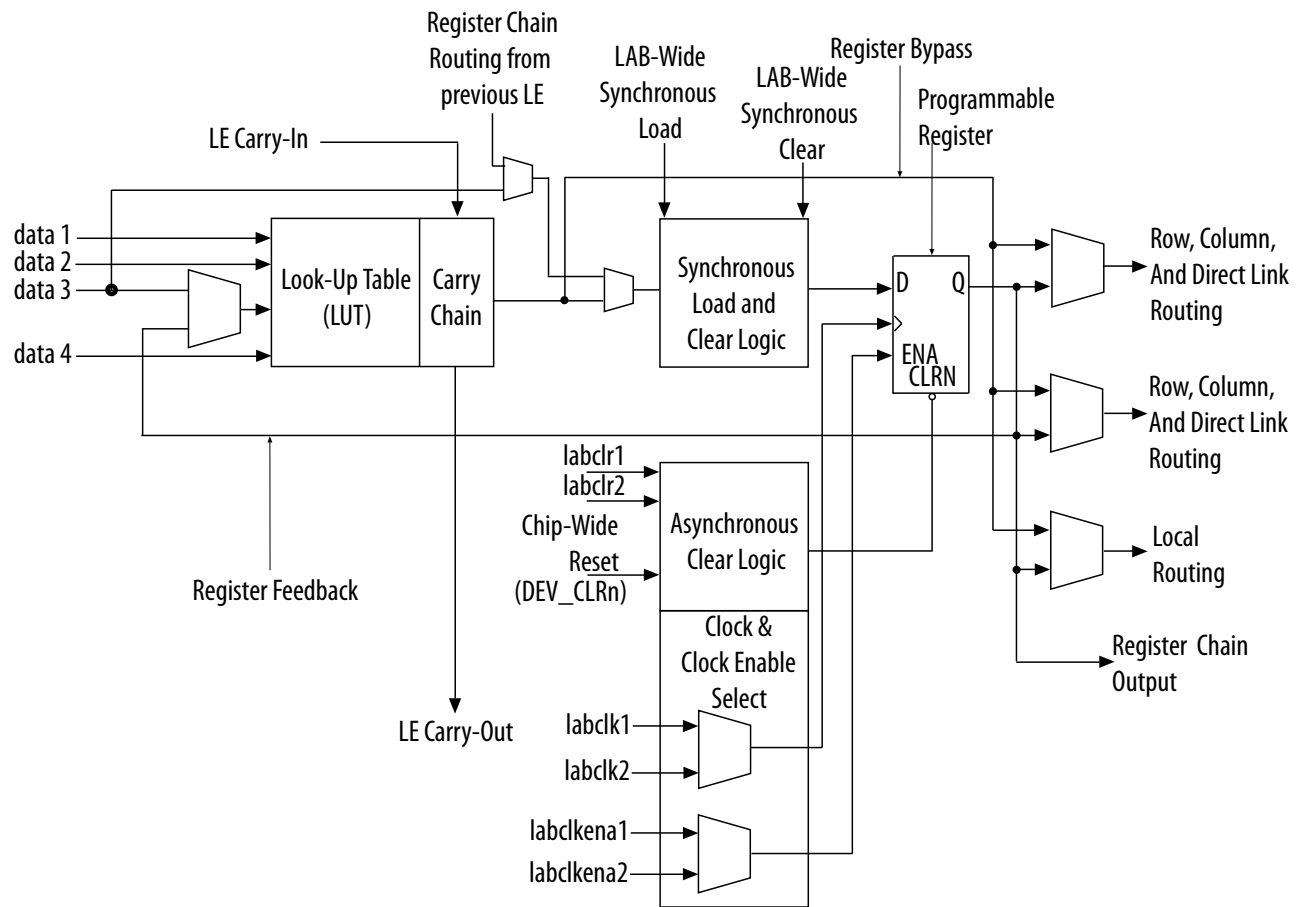 Register Chain
Routing from
previous LE
LAB-Wide
Synchronous
Load
LAB-Wide
Synchronous
Clear
Register Bypass
Programmable
Register
LE Carry-In
data 1
data 2
data 3
data 4
Look-Up Table
(LUT)
Carry
Chain
Synchronous
Load and
Clear Logic
D
Q
ENA
CLRN
Row, Column,
And Direct Link
Routing
Row, Column,
And Direct Link
Routing
Local
Routing
Register Chain
Output
labclr1
labclr2
Chip-Wide
Reset
(DEV_CLRn)
Asynchronous
Clear Logic
Register Feedback
Clock &
Clock Enable
Select
LE Carry-Out
labclk1
labclk2
labclkena1
labclkena2